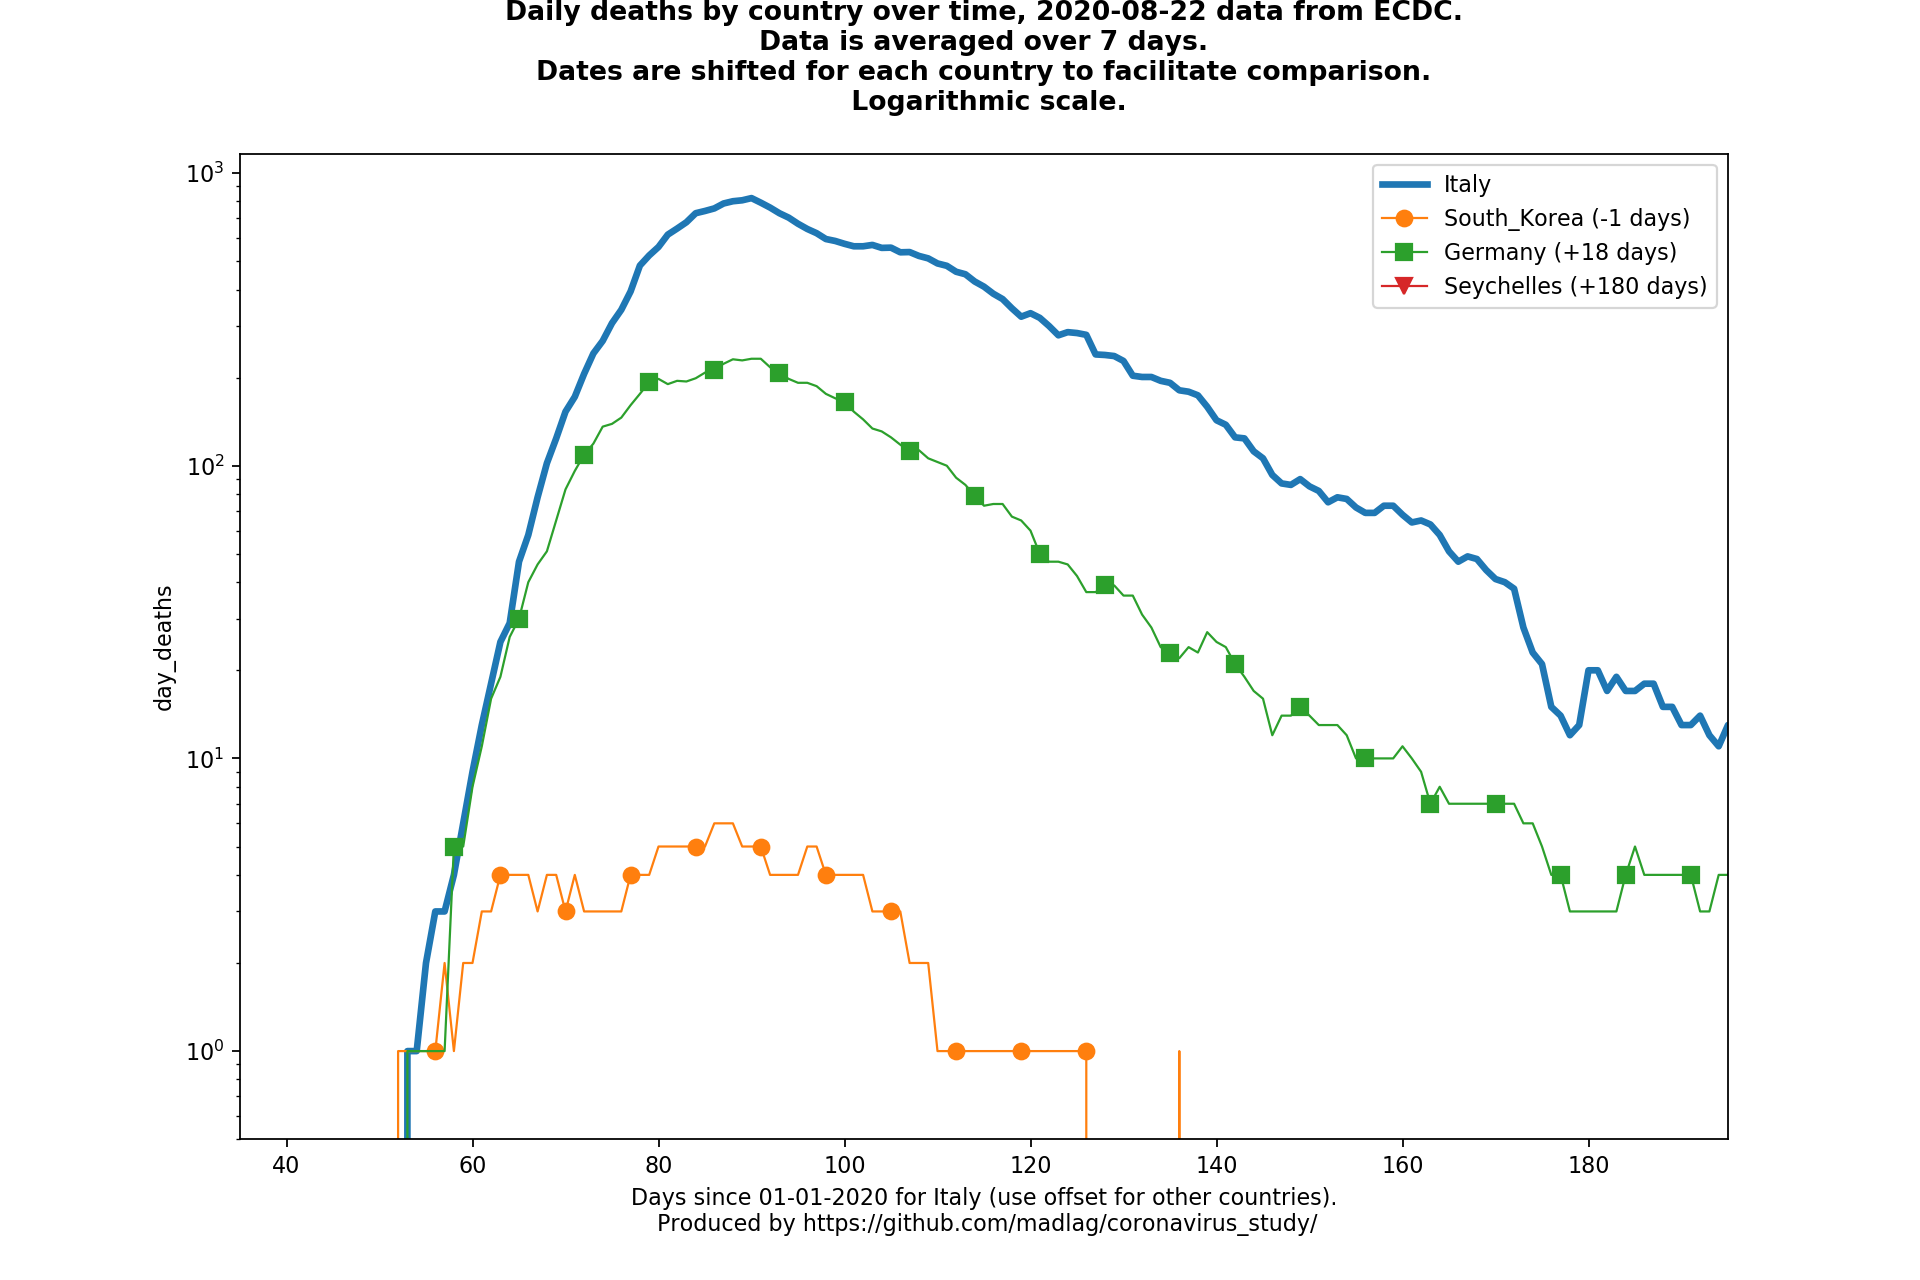 Daily deaths by country over time, 2020-08-22 data from ECDC.
Data is averaged over 7 days.
Dates are shifted for each country to facilitate comparison.
Logarithmic scale.
10³
Italy
South_Korea (-1 days)
Germany (+18 days)
Seychelles (+180 days)
10²
day_deaths
10¹
10⁰
40 60 80 100 120 140 160 180
Days since 01-01-2020 for Italy (use offset for other countries).
Produced by https://github.com/madlag/coronavirus_study/